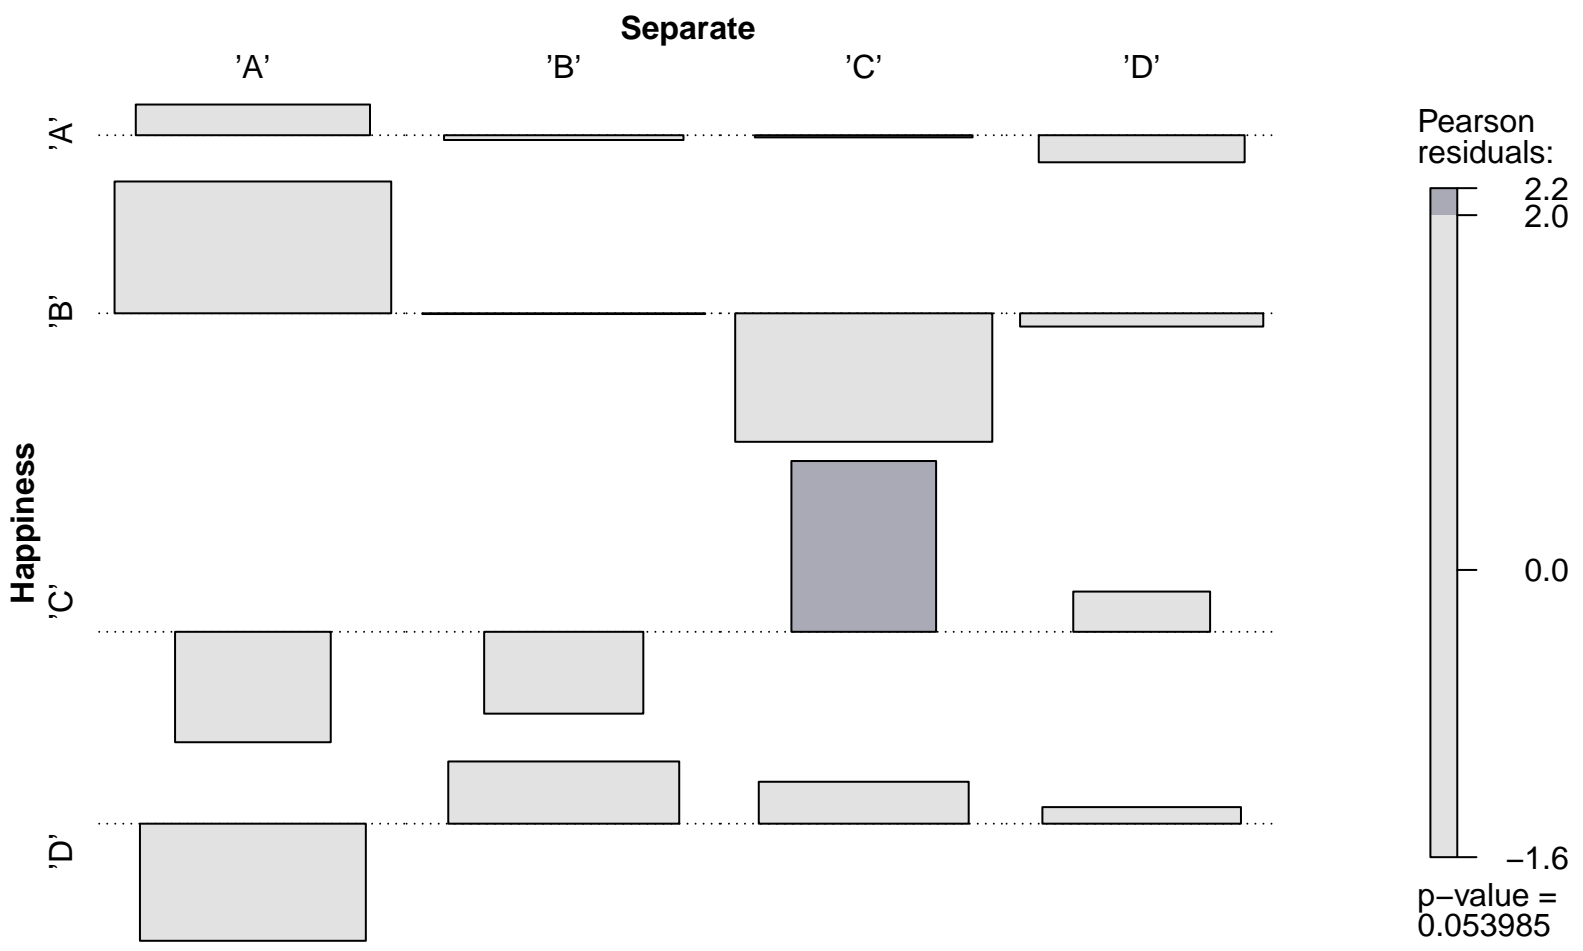 Separate
’A’ ’B’ ’C’ ’D’
Happiness
’A’
’B’
’C’
’D’
Pearson
residuals:
2.2
2.0
0.0
−1.6
p−value =
0.053985